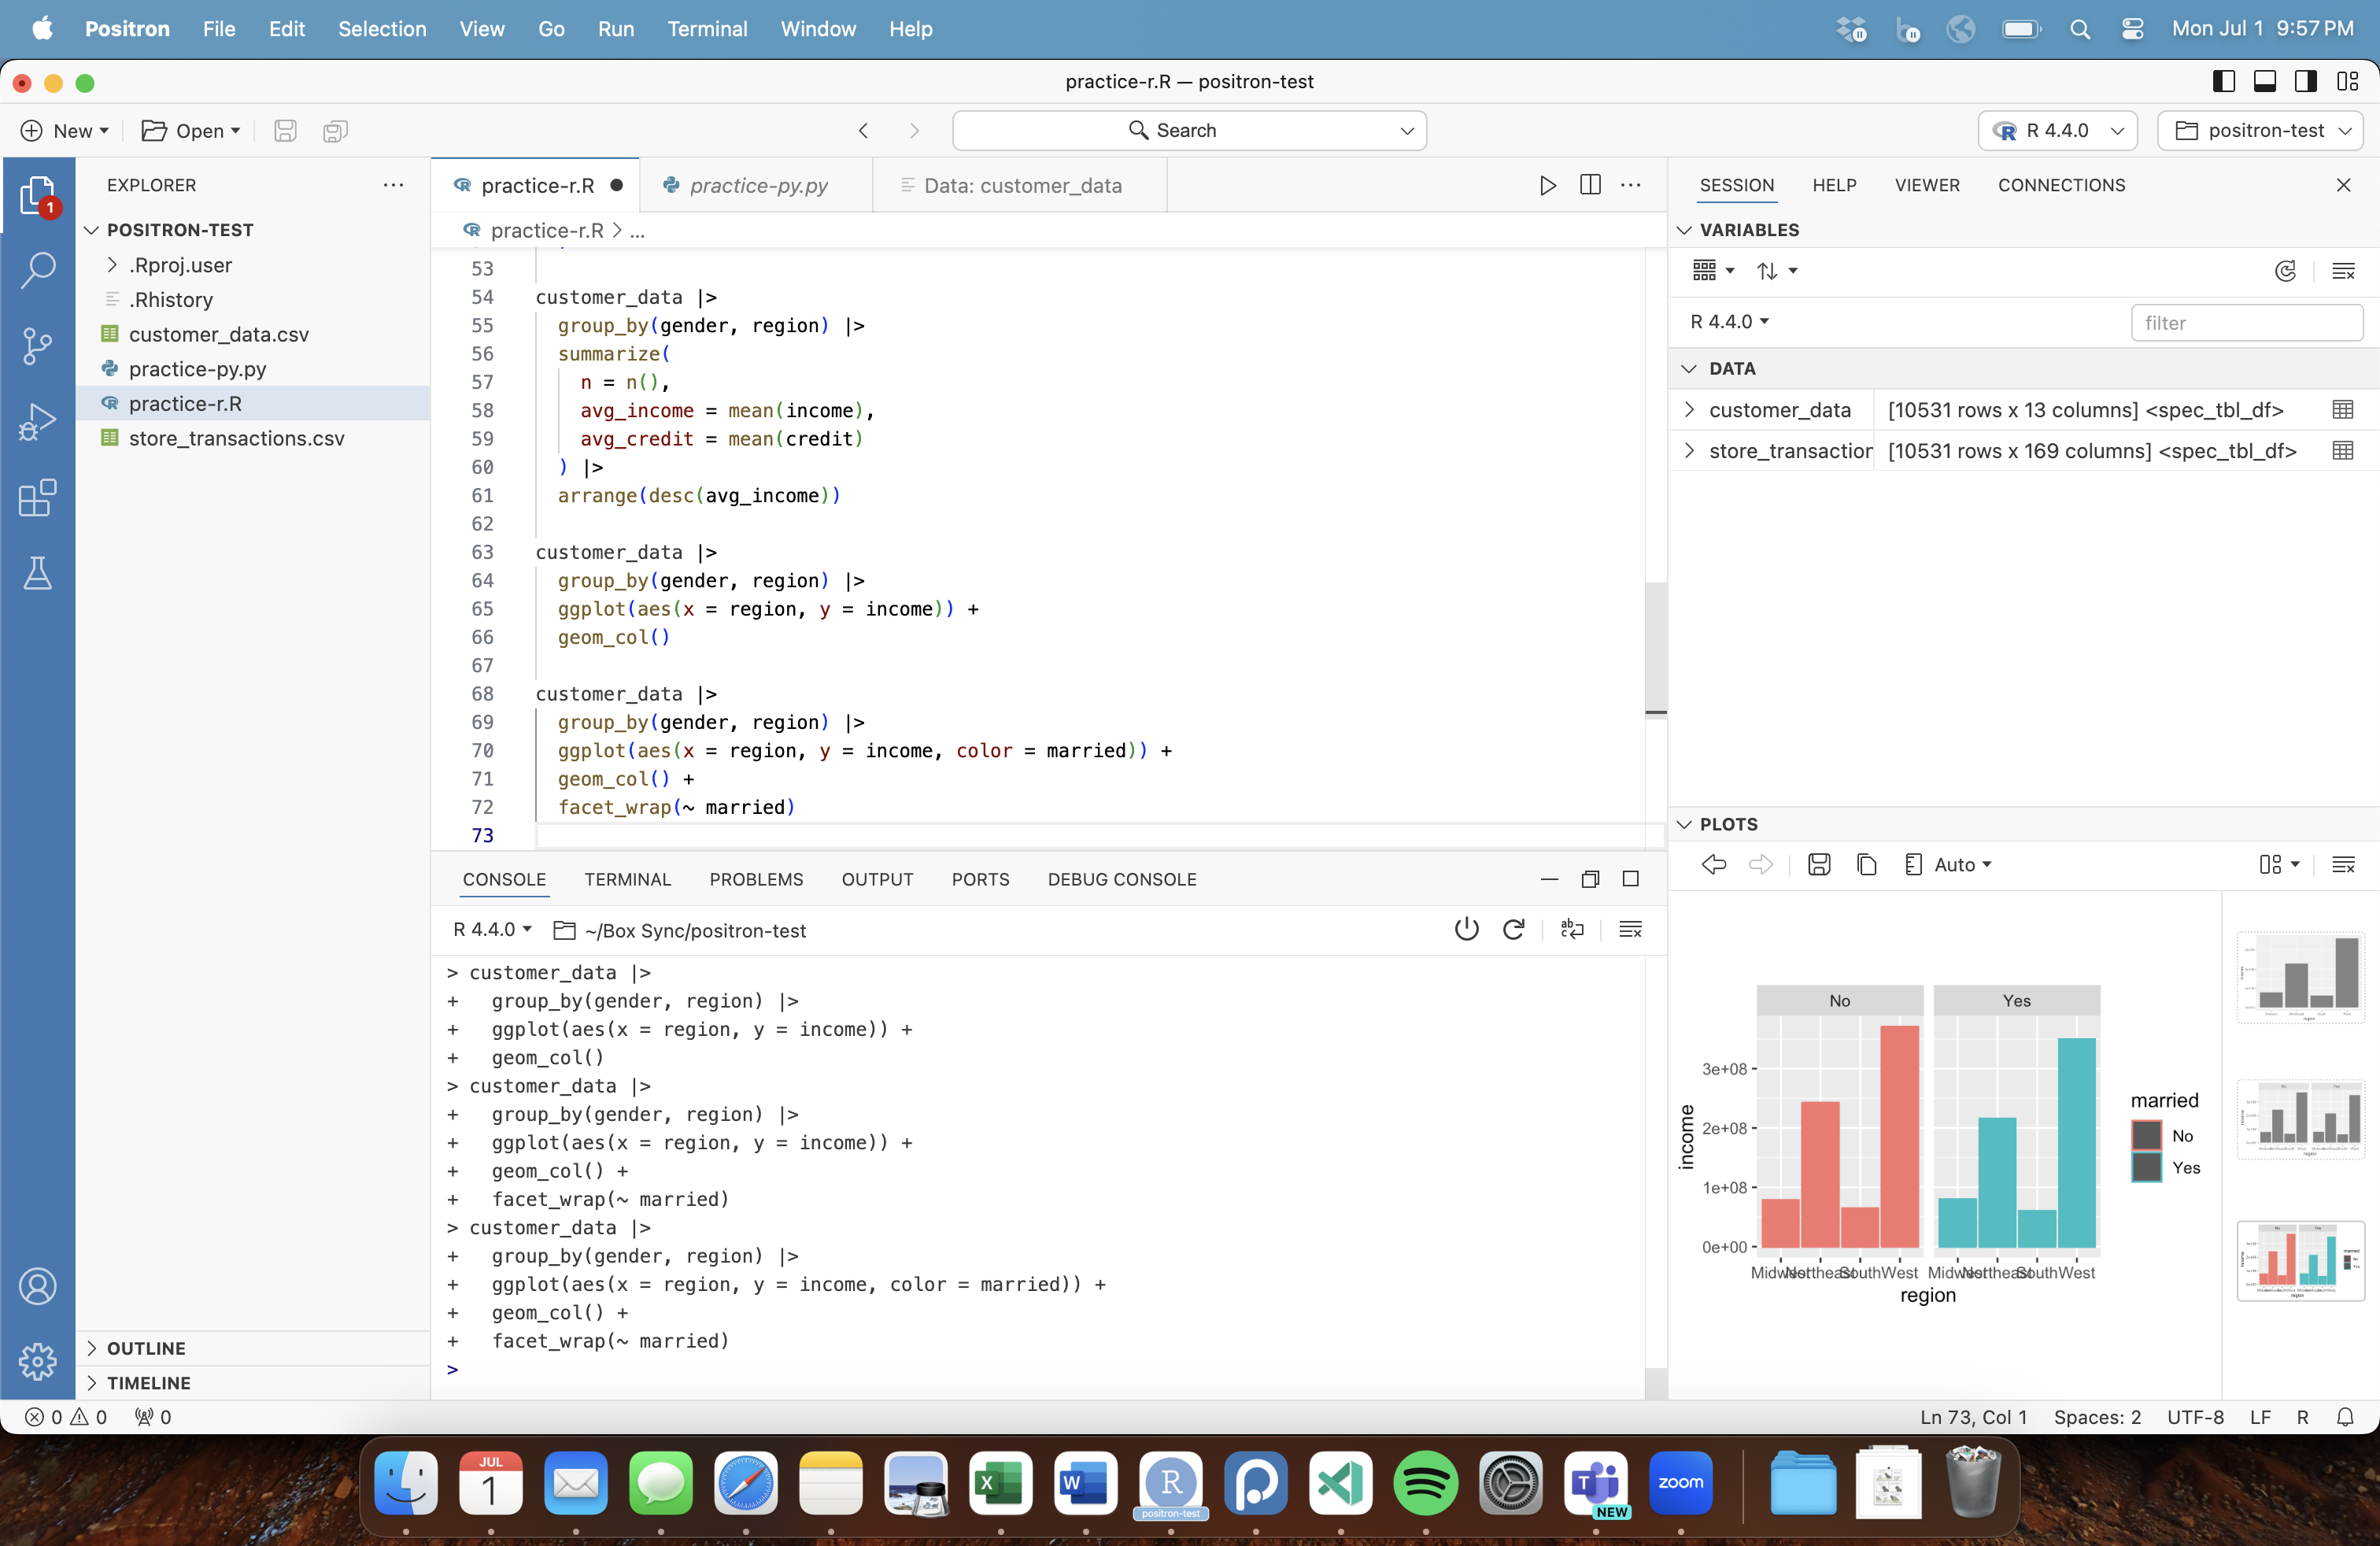 Positron File Edit Selection View Go Run Terminal Window Help Mon Jul 1 9:57 PM
practice-r.R — positron-test
New Open Search R 4.4.0 positron-test
EXPLORER
1
POSITRON-TEST
.Rproj.user
.Rhistory
customer_data.csv
practice-py.py
practice-r.R
store_transactions.csv
OUTLINE
TIMELINE
practice-r.R practice-py.py Data: customer_data
practice-r.R > ...
53
54 customer_data |>
55 group_by(gender, region) |>
56 summarize(
57 n = n(),
58 avg_income = mean(income),
59 avg_credit = mean(credit)
60 ) |>
61 arrange(desc(avg_income))
62
63 customer_data |>
64 group_by(gender, region) |>
65 ggplot(aes(x = region, y = income)) +
66 geom_col()
67
68 customer_data |>
69 group_by(gender, region) |>
70 ggplot(aes(x = region, y = income, color = married)) +
71 geom_col() +
72 facet_wrap(~ married)
73
CONSOLE TERMINAL PROBLEMS OUTPUT PORTS DEBUG CONSOLE
R 4.4.0 ~/Box Sync/positron-test
> customer_data |>
+ group_by(gender, region) |>
+ ggplot(aes(x = region, y = income)) +
+ geom_col()
> customer_data |>
+ group_by(gender, region) |>
+ ggplot(aes(x = region, y = income)) +
+ geom_col() +
+ facet_wrap(~ married)
> customer_data |>
+ group_by(gender, region) |>
+ ggplot(aes(x = region, y = income, color = married)) +
+ geom_col() +
+ facet_wrap(~ married)
>
SESSION HELP VIEWER CONNECTIONS
VARIABLES
R 4.4.0 filter
DATA
customer_data [10531 rows x 13 columns] <spec_tbl_df>
store_transaction [10531 rows x 169 columns] <spec_tbl_df>
PLOTS
Auto
No Yes
3e+08
2e+08
1e+08
0e+00
income
Midwest Northeast South West Midwest Northeast South West
region
married
No
Yes
0 0 0
Ln 73, Col 1 Spaces: 2 UTF-8 LF R
JUL
1
X
W
R
positron-test
T
NEW
zoom